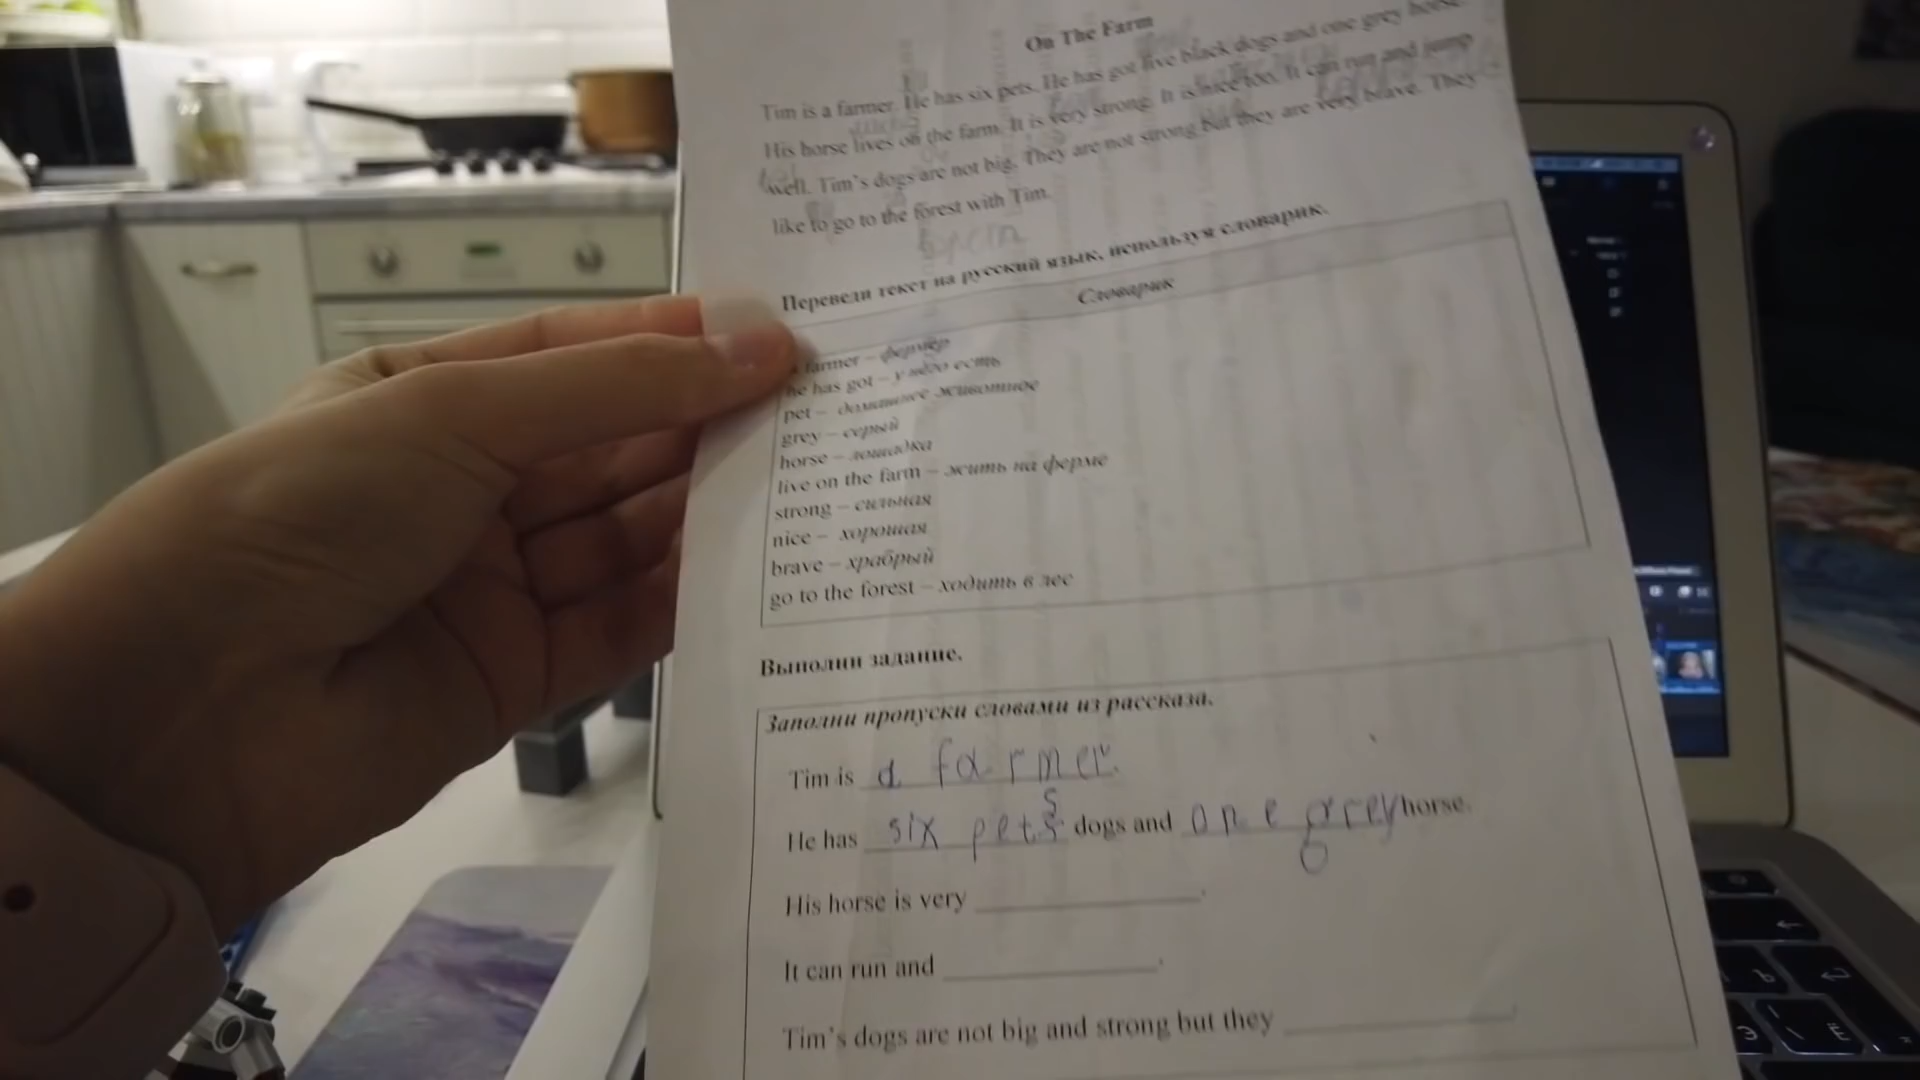 On The Farm
Tim is a farmer. He has six pets. He has got five black dogs and one grey horse.
His horse lives on the farm. It is very strong. It is nice too. It can run and jump
well. Tim's dogs are not big. They are not strong but they are very brave. They
like to go to the forest with Tim.
Переведи текст на русский язык, используя словарик.
Словарик
farmer – фермер
he has got – у него есть
pet – домашнее животное
grey – серый
horse – лошадка
live on the farm – жить на ферме
strong – сильная
nice – хорошая
brave – храбрый
go to the forest – ходить в лес
Выполни задание.
Заполни пропуски словами из рассказа.
Tim is a farmer.
He has six pets dogs and one grey horse.
His horse is very
It can run and
Tim's dogs are not big and strong but they